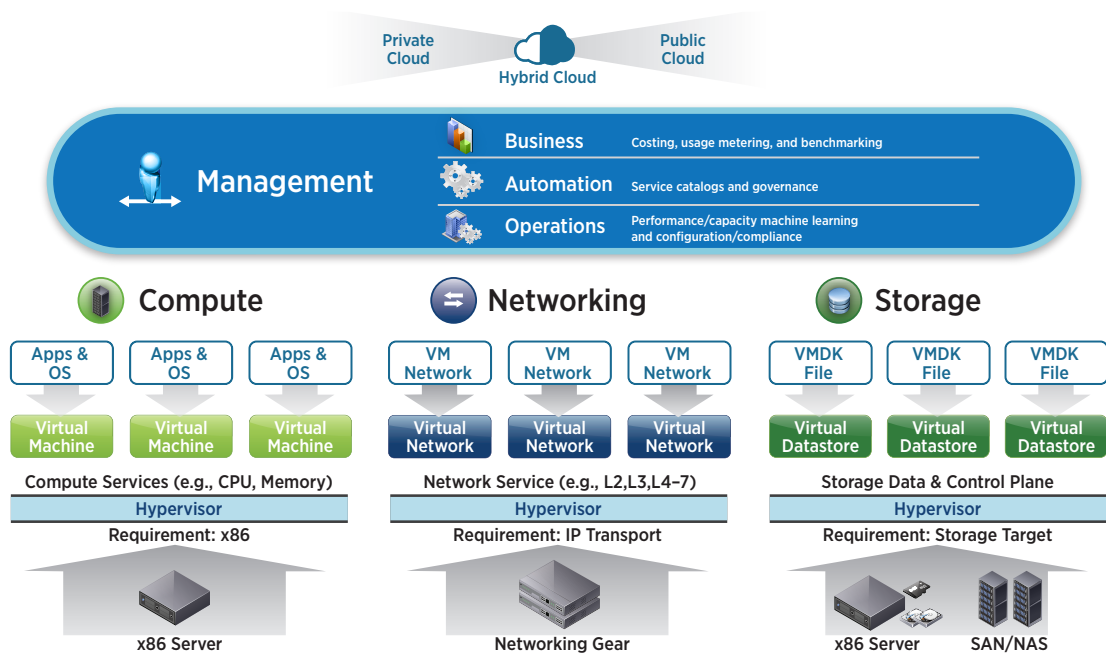 Private
Cloud
Public
Cloud
Hybrid Cloud
Management
Business
Costing, usage metering, and benchmarking
Automation
Service catalogs and governance
Operations
Performance/capacity machine learning
and configuration/compliance
Compute
Apps &
OS
Apps &
OS
Apps &
OS
Virtual
Machine
Virtual
Machine
Virtual
Machine
Compute Services (e.g., CPU, Memory)
Hypervisor
Requirement: x86
x86 Server
Networking
VM
Network
VM
Network
VM
Network
Virtual
Network
Virtual
Network
Virtual
Network
Network Service (e.g., L2,L3,L4–7)
Hypervisor
Requirement: IP Transport
Networking Gear
Storage
VMDK
File
VMDK
File
VMDK
File
Virtual
Datastore
Virtual
Datastore
Virtual
Datastore
Storage Data & Control Plane
Hypervisor
Requirement: Storage Target
x86 Server
SAN/NAS